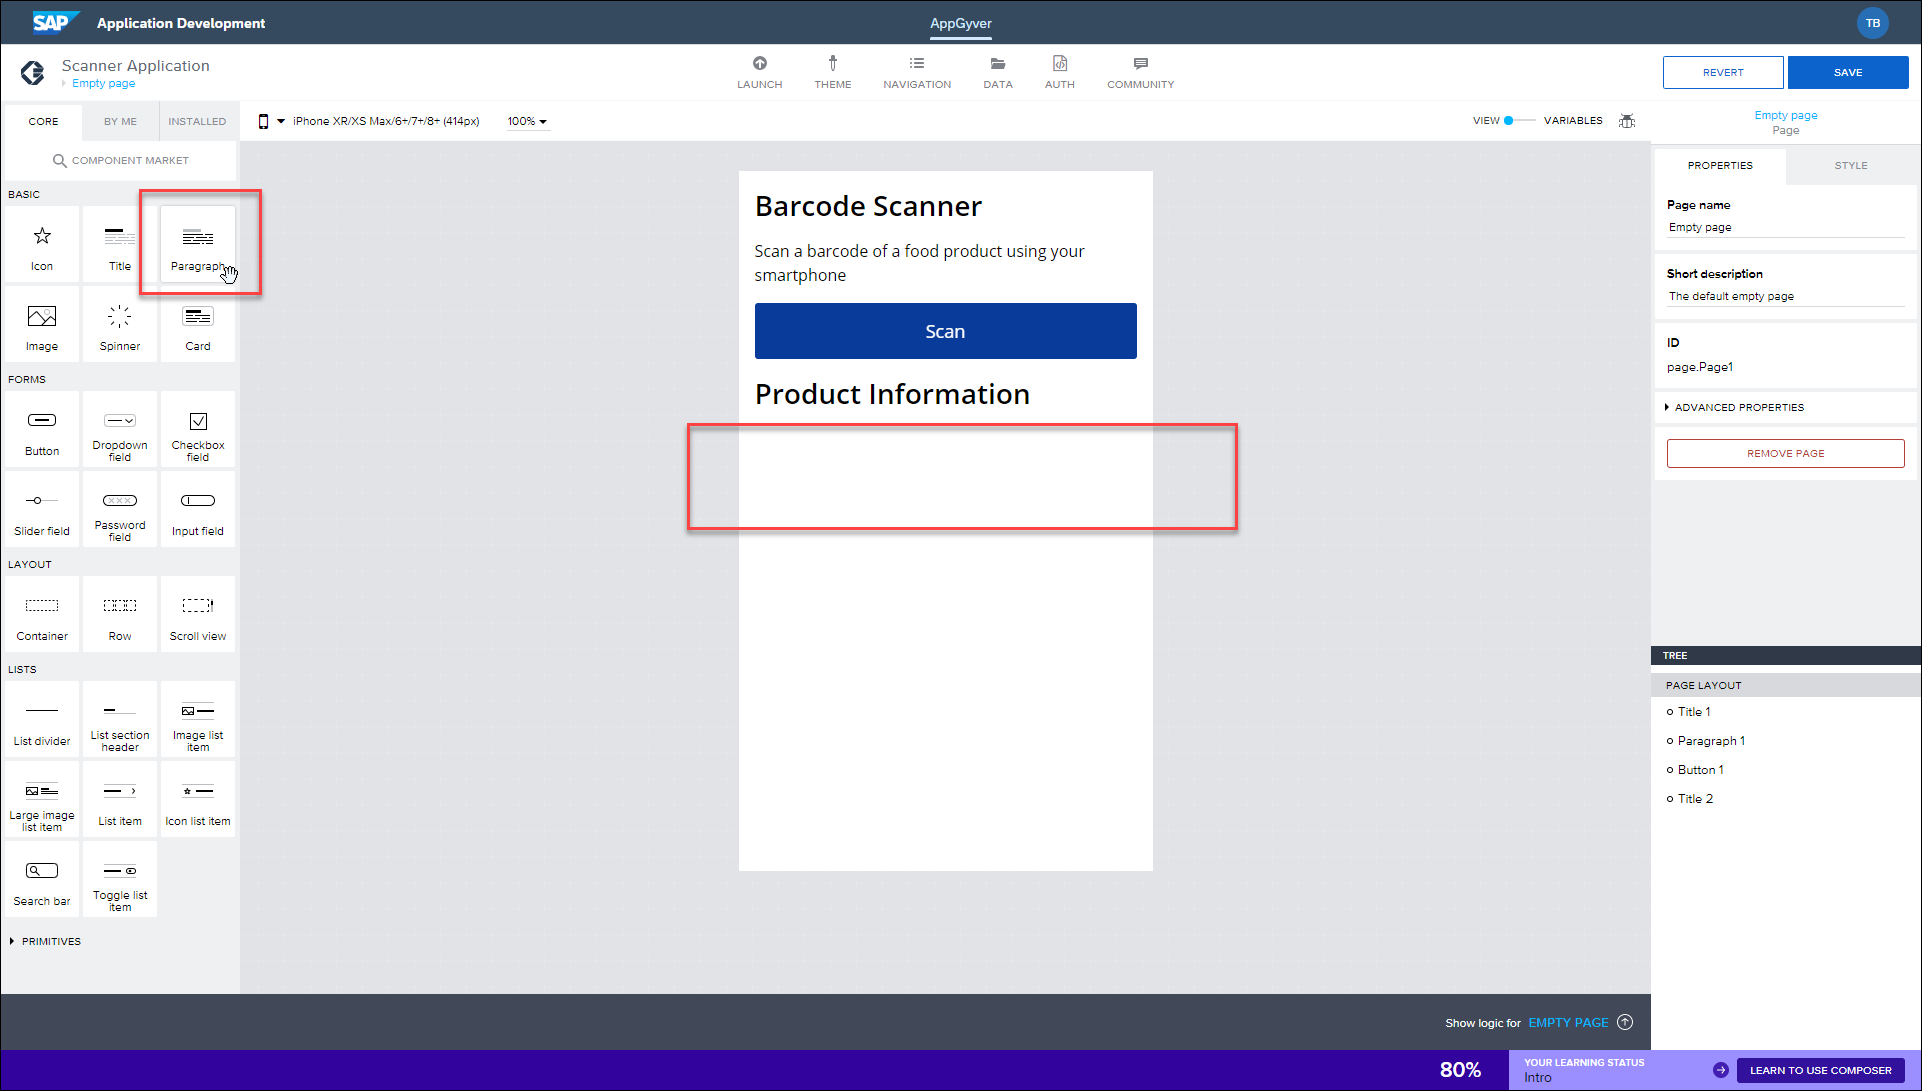 SAP Application Development
AppGyver
TB
Scanner Application
Empty page
LAUNCH
THEME
NAVIGATION
DATA
AUTH
COMMUNITY
REVERT
SAVE
CORE
BY ME
INSTALLED
iPhone XR/XS Max/6+/7+/8+ (414px)
100%
VIEW
VARIABLES
Empty page
Page
COMPONENT MARKET
PROPERTIES
STYLE
BASIC
Icon
Title
Paragraph
Image
Spinner
Card
FORMS
Button
Dropdown
field
Checkbox
field
Slider field
Password
field
Input field
LAYOUT
Container
Row
Scroll view
LISTS
List divider
List section
header
Image list
item
Large image
list item
List item
Icon list item
Search bar
Toggle list
item
PRIMITIVES
Barcode Scanner
Scan a barcode of a food product using your
smartphone
Scan
Product Information
Page name
Empty page
Short description
The default empty page
ID
page.Page1
ADVANCED PROPERTIES
REMOVE PAGE
TREE
PAGE LAYOUT
Title 1
Paragraph 1
Button 1
Title 2
Show logic for EMPTY PAGE
80%
YOUR LEARNING STATUS
Intro
LEARN TO USE COMPOSER